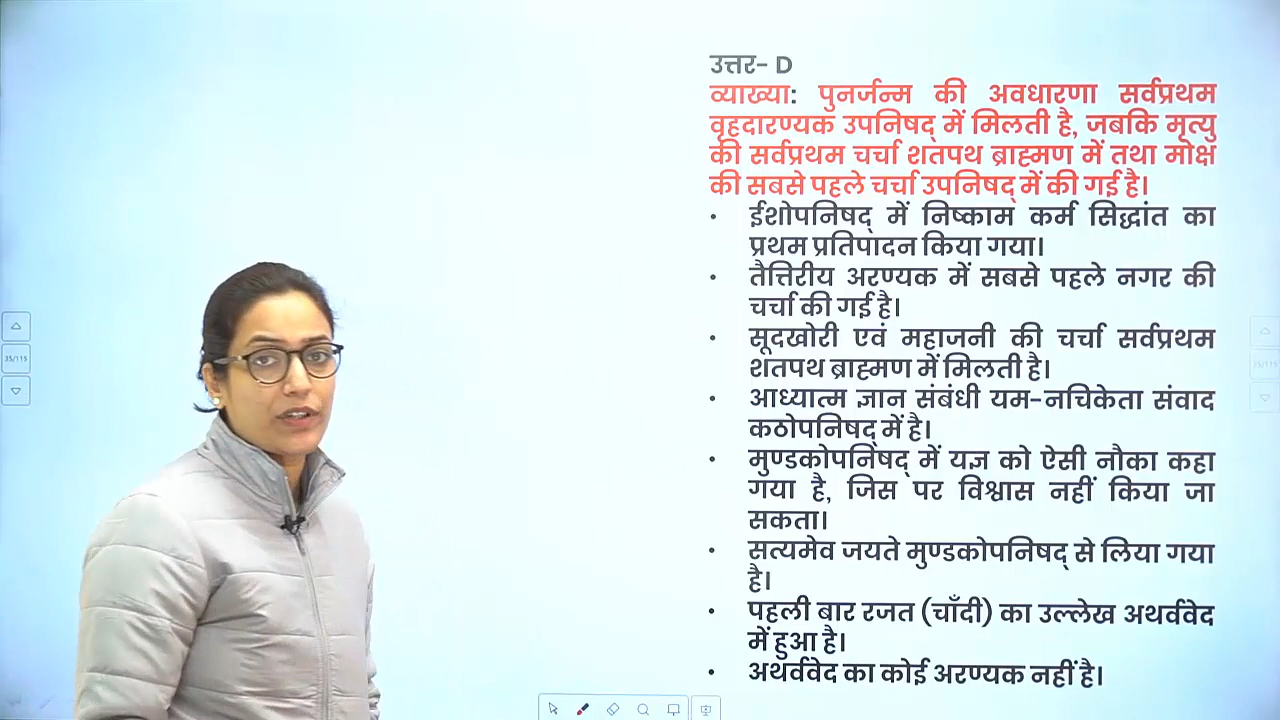 उत्तर- D
व्याख्या: पुनर्जन्म की अवधारणा सर्वप्रथम
वृहदारण्यक उपनिषद् में मिलती है, जबकि मृत्यु
की सर्वप्रथम चर्चा शतपथ ब्राह्मण में तथा मोक्ष
की सबसे पहले चर्चा उपनिषद् में की गई है।
• ईशोपनिषद् में निष्काम कर्म सिद्धांत का
प्रथम प्रतिपादन किया गया।
• तैत्तिरीय अरण्यक में सबसे पहले नगर की
चर्चा की गई है।
• सूदखोरी एवं महाजनी की चर्चा सर्वप्रथम
शतपथ ब्राह्मण में मिलती है।
• आध्यात्म ज्ञान संबंधी यम-नचिकेता संवाद
कठोपनिषद् में है।
• मुण्डकोपनिषद् में यज्ञ को ऐसी नौका कहा
गया है, जिस पर विश्वास नहीं किया जा
सकता।
• सत्यमेव जयते मुण्डकोपनिषद् से लिया गया
है।
• पहली बार रजत (चाँदी) का उल्लेख अथर्ववेद
में हुआ है।
• अथर्ववेद का कोई अरण्यक नहीं है।
35/115